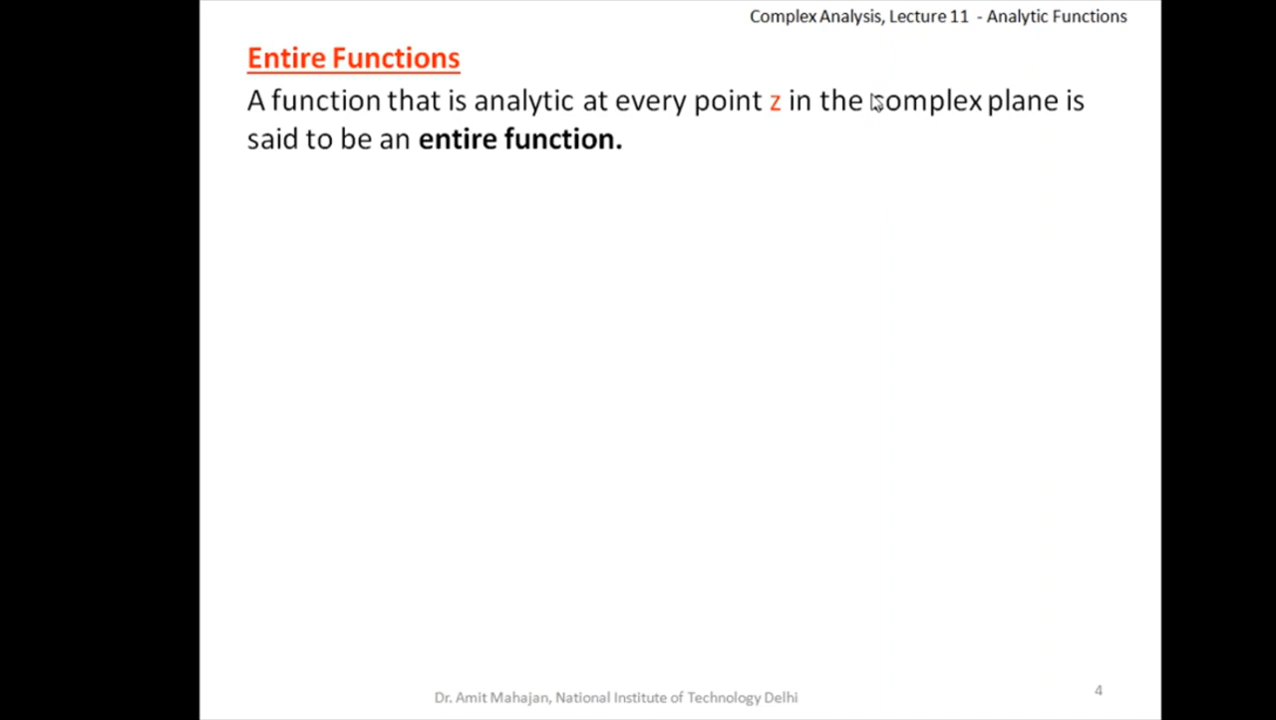 Complex Analysis, Lecture 11 - Analytic Functions
Entire Functions
A function that is analytic at every point z in the complex plane is
said to be an entire function.
Dr. Amit Mahajan, National Institute of Technology Delhi
4